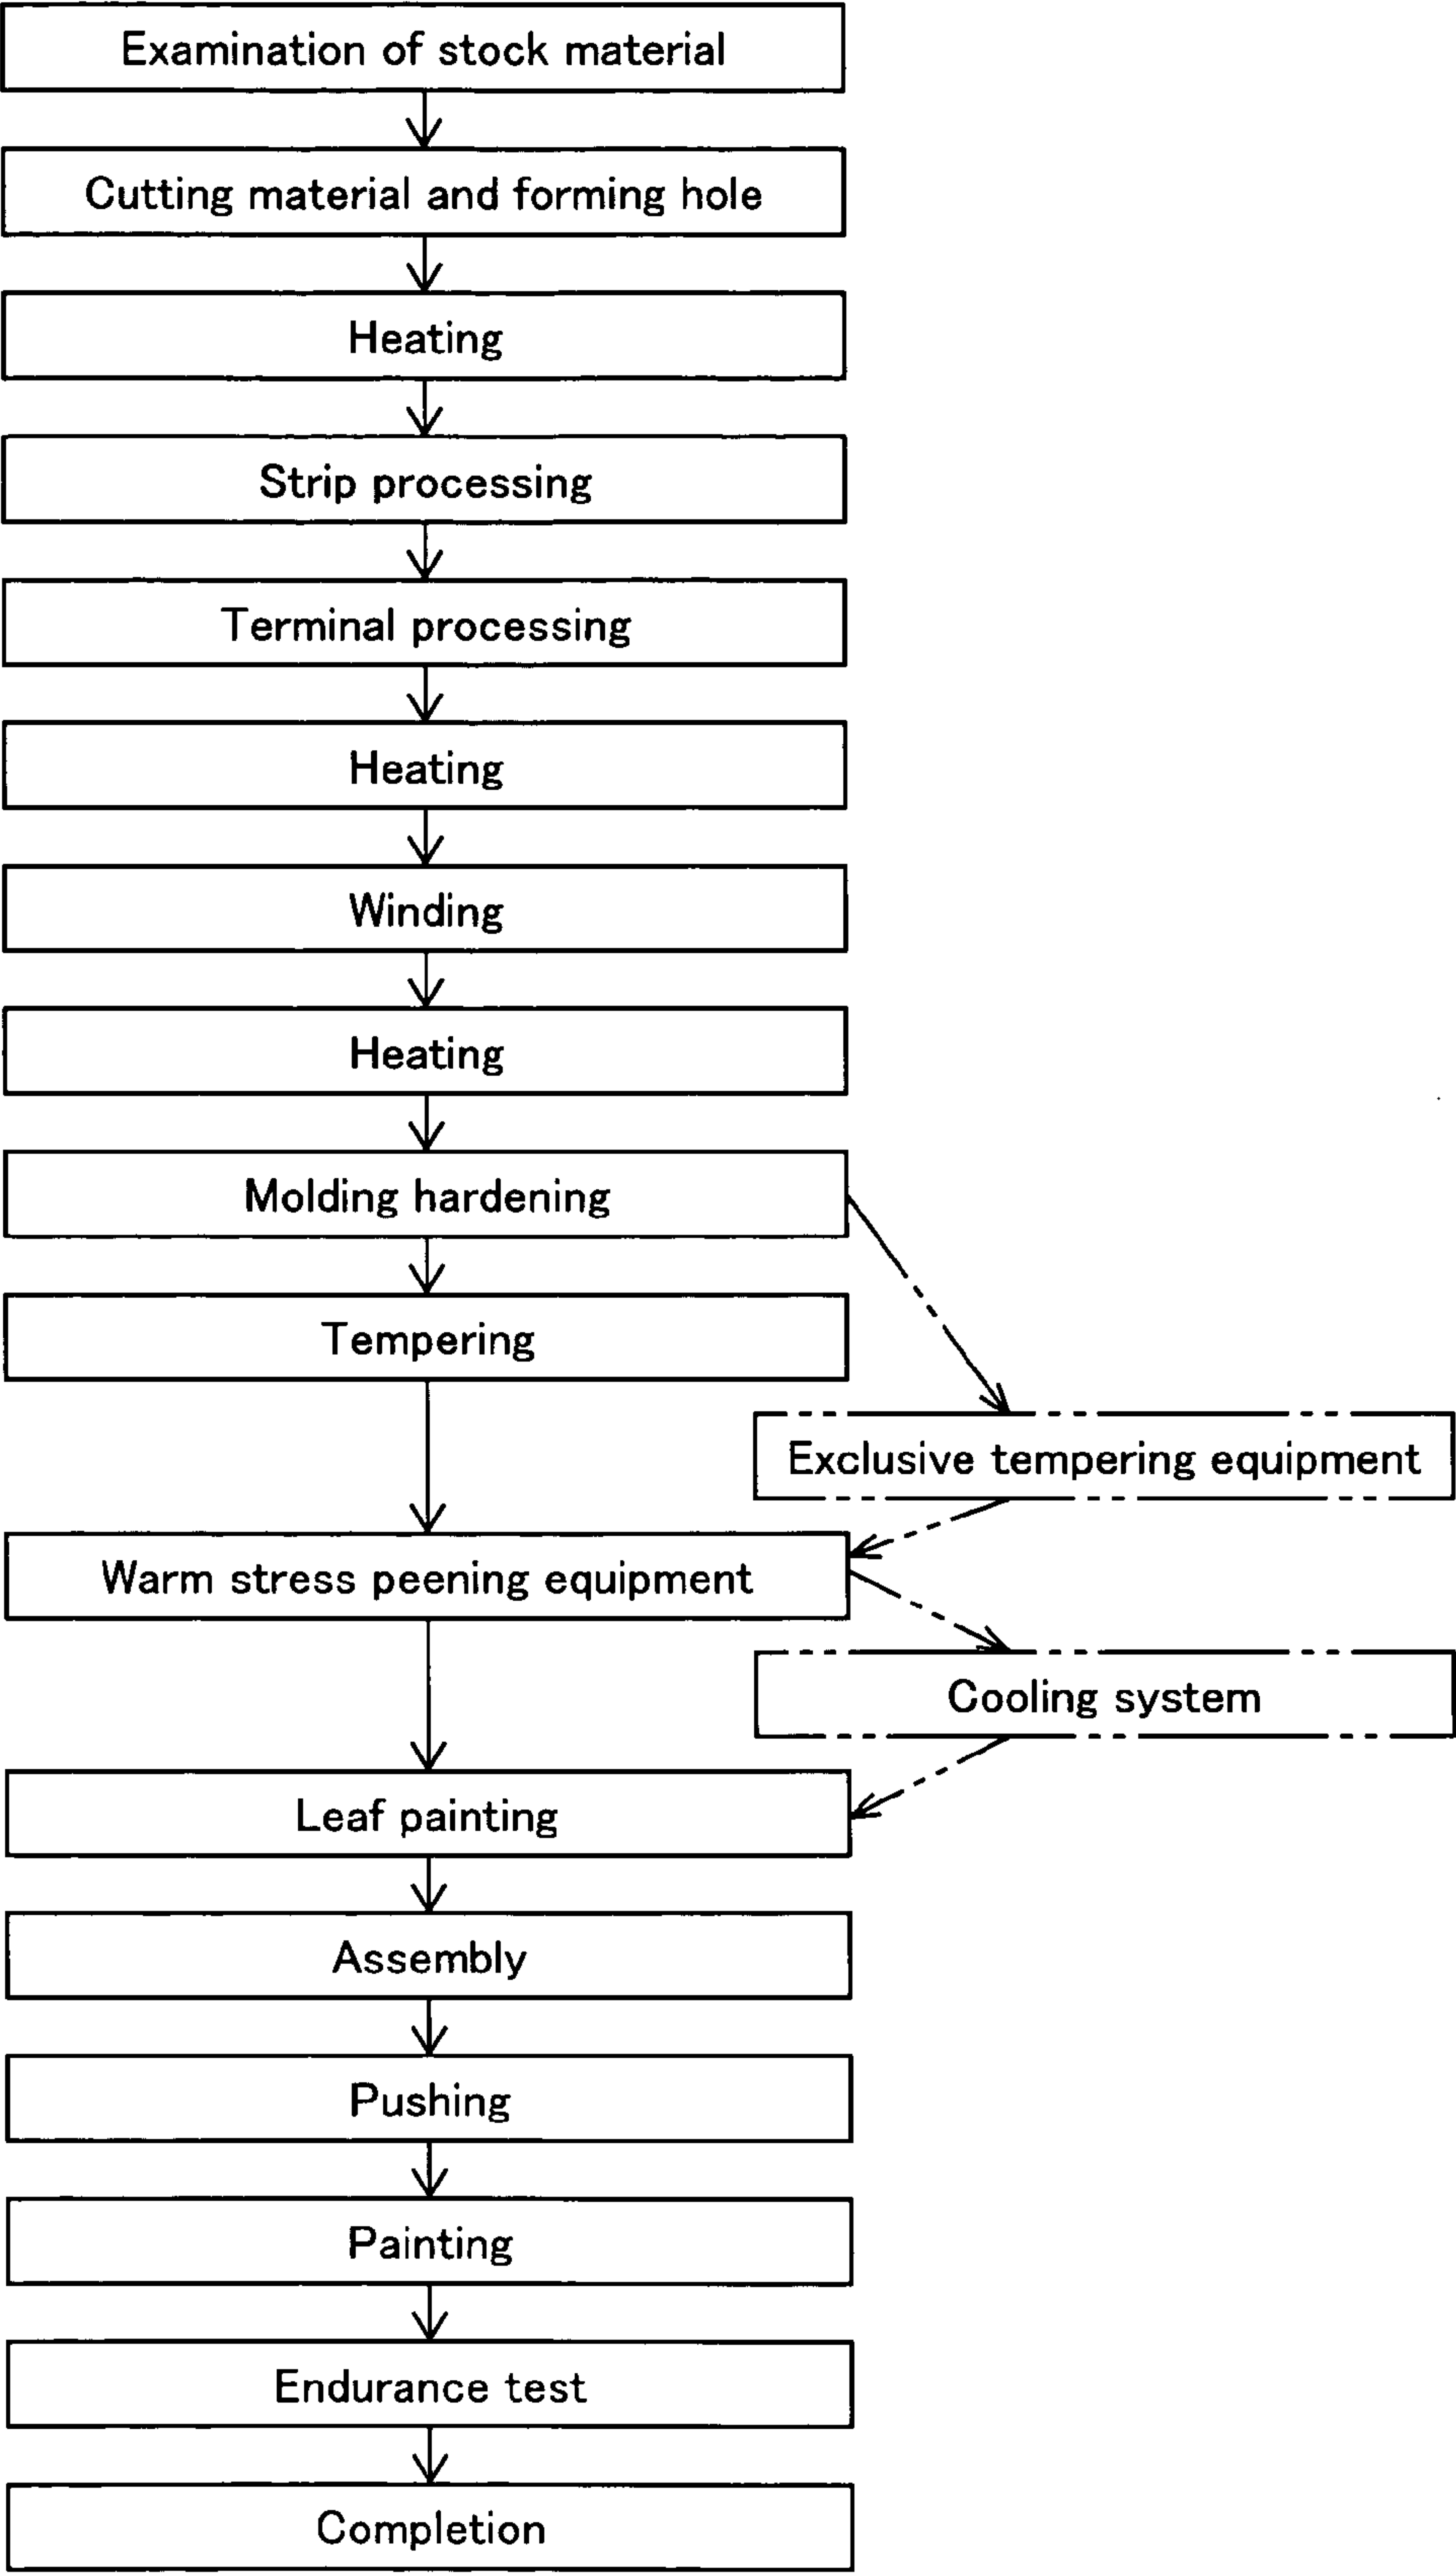 Examination of stock material
Cutting material and forming hole
Heating
Strip processing
Terminal processing
Heating
Winding
Heating
Molding hardening
Tempering
Exclusive tempering equipment
Warm stress peening equipment
Cooling system
Leaf painting
Assembly
Pushing
Painting
Endurance test
Completion